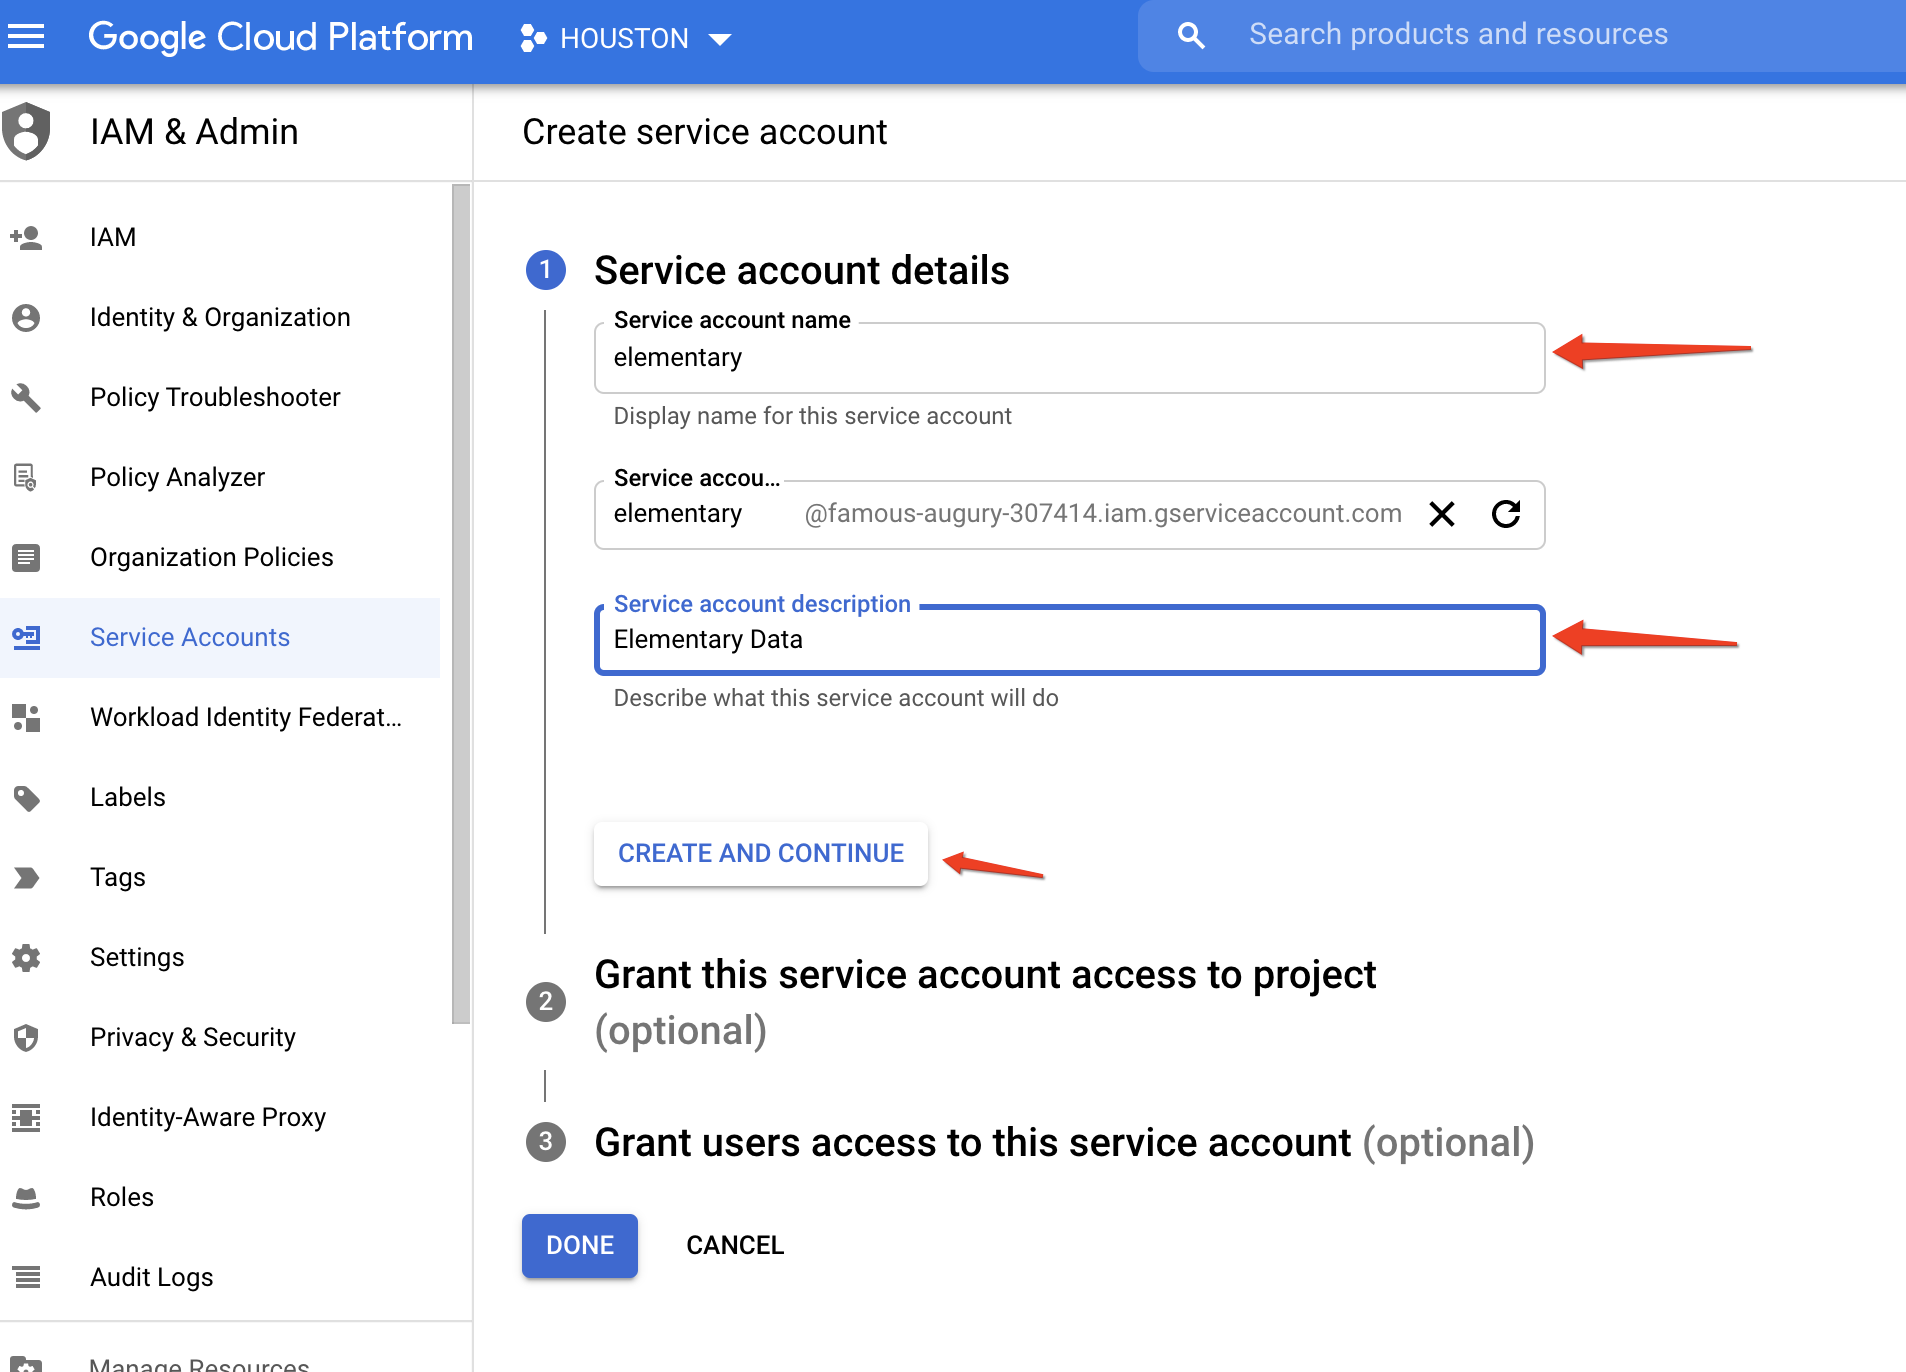 Google Cloud Platform
HOUSTON
Search products and resources
IAM & Admin
Create service account
IAM
Identity & Organization
Policy Troubleshooter
Policy Analyzer
Organization Policies
Service Accounts
Workload Identity Federat...
Labels
Tags
Settings
Privacy & Security
Identity-Aware Proxy
Roles
Audit Logs
Manage Resources
1 Service account details
Service account name
elementary
Display name for this service account
Service accou...
elementary @famous-augury-307414.iam.gserviceaccount.com
Service account description
Elementary Data
Describe what this service account will do
CREATE AND CONTINUE
2 Grant this service account access to project
(optional)
3 Grant users access to this service account (optional)
DONE CANCEL